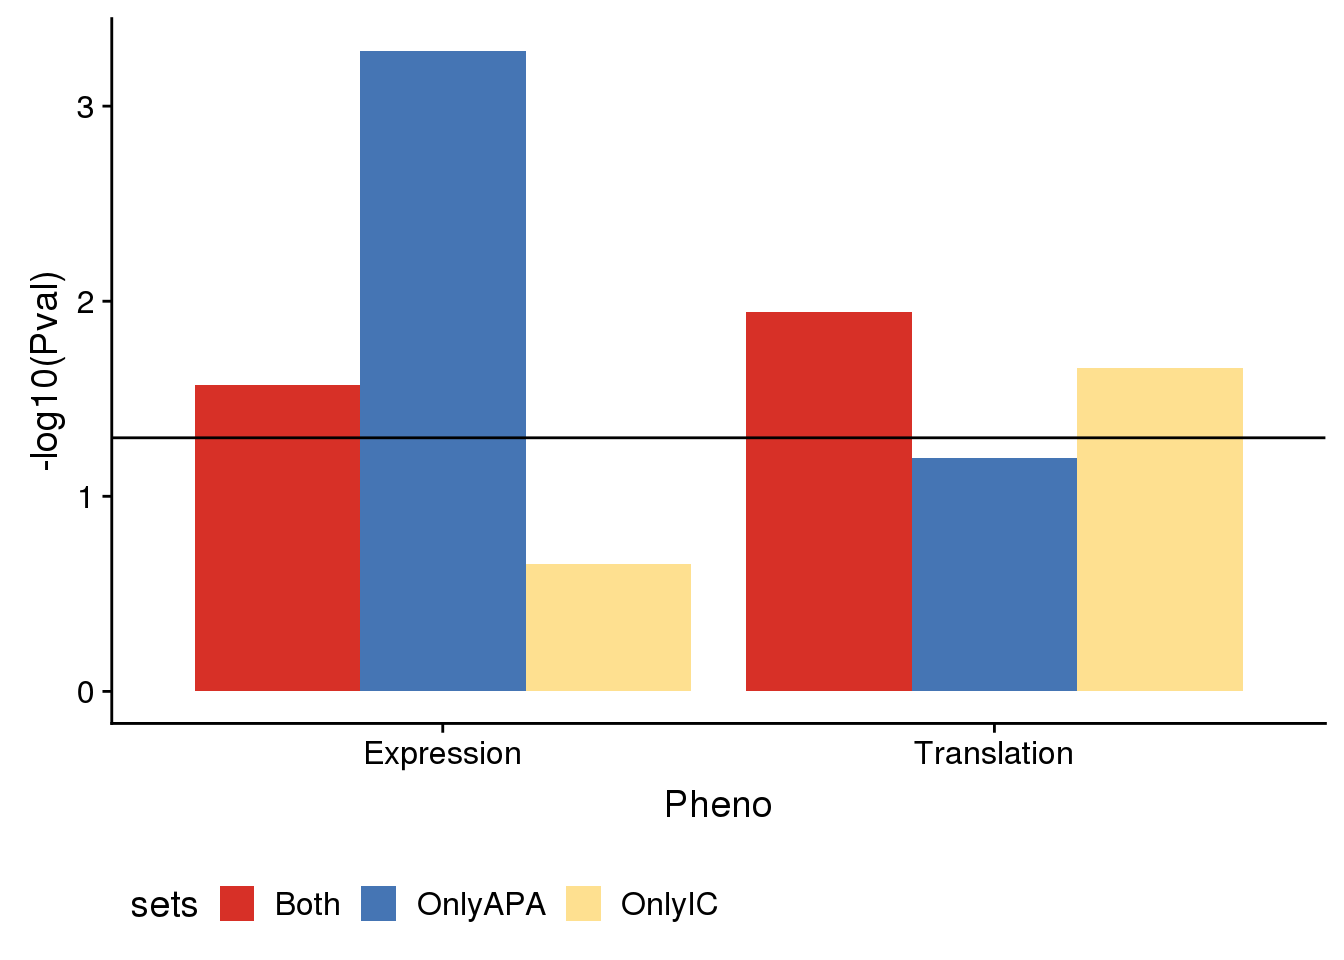 -log10(Pval)
3
2
1
0
Expression Translation
Pheno
sets Both OnlyAPA OnlyIC